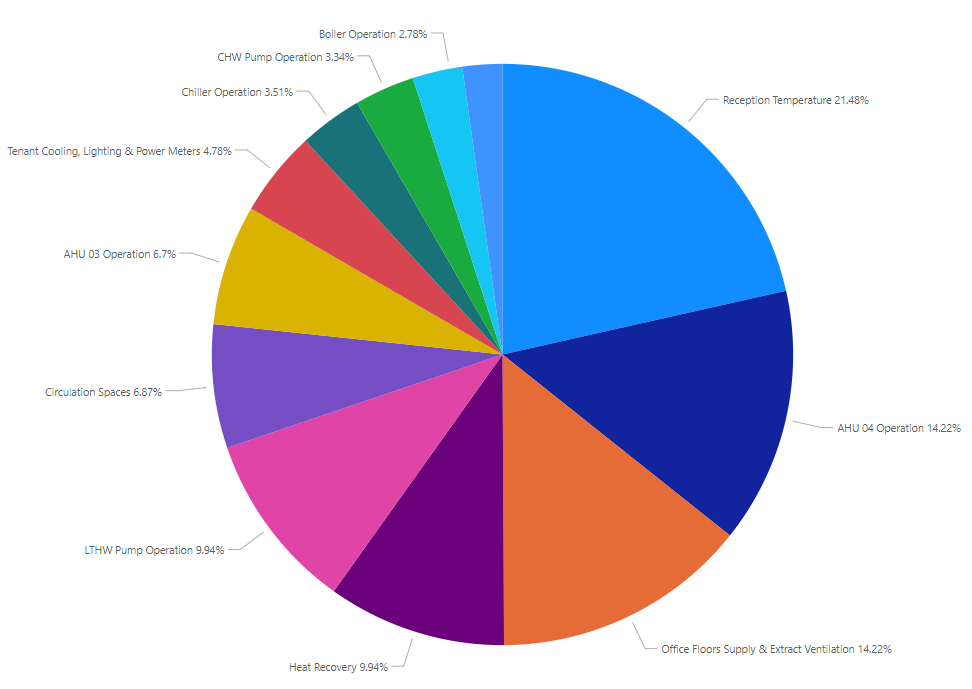 Boiler Operation 2.78%
CHW Pump Operation 3.34%
Chiller Operation 3.51%
Reception Temperature 21.48%
Tenant Cooling, Lighting & Power Meters 4.78%
AHU 03 Operation 6.7%
Circulation Spaces 6.87%
AHU 04 Operation 14.22%
LTHW Pump Operation 9.94%
Office Floors Supply & Extract Ventilation 14.22%
Heat Recovery 9.94%